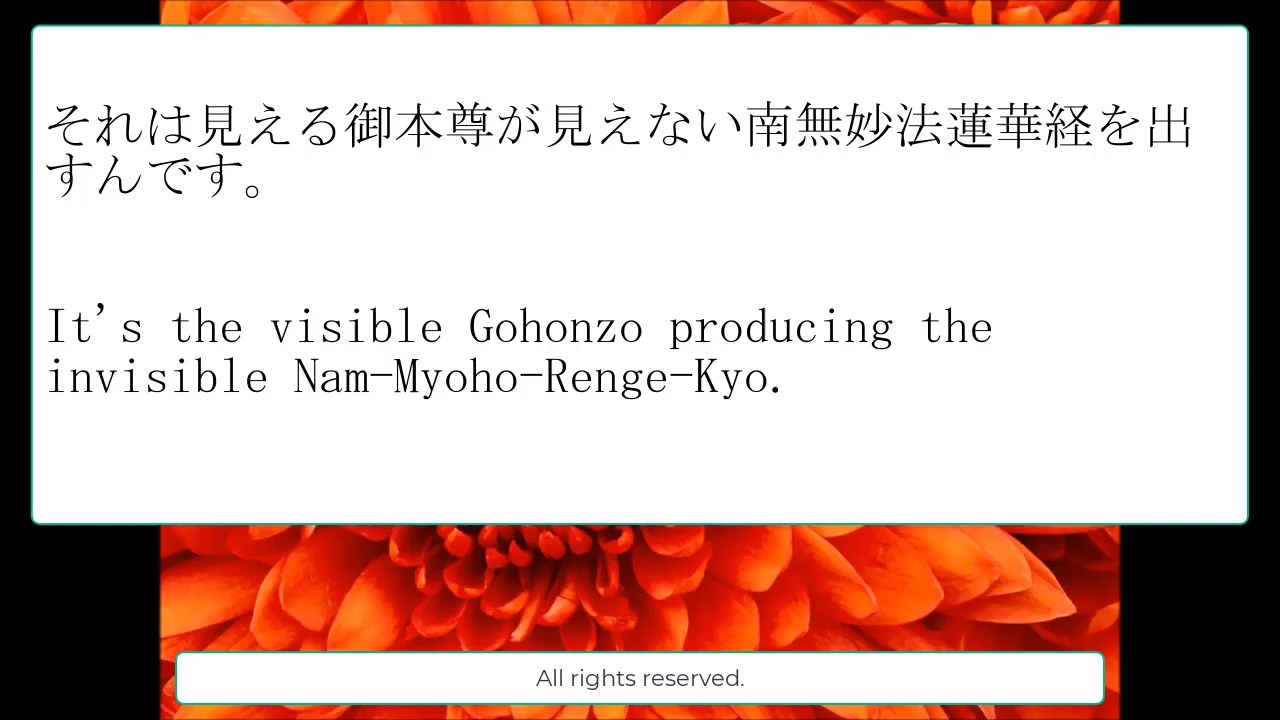 それは見える御本尊が見えない南無妙法蓮華経を出
すんです。
It's the visible Gohonzo producing the
invisible Nam-Myoho-Renge-Kyo.
All rights reserved.